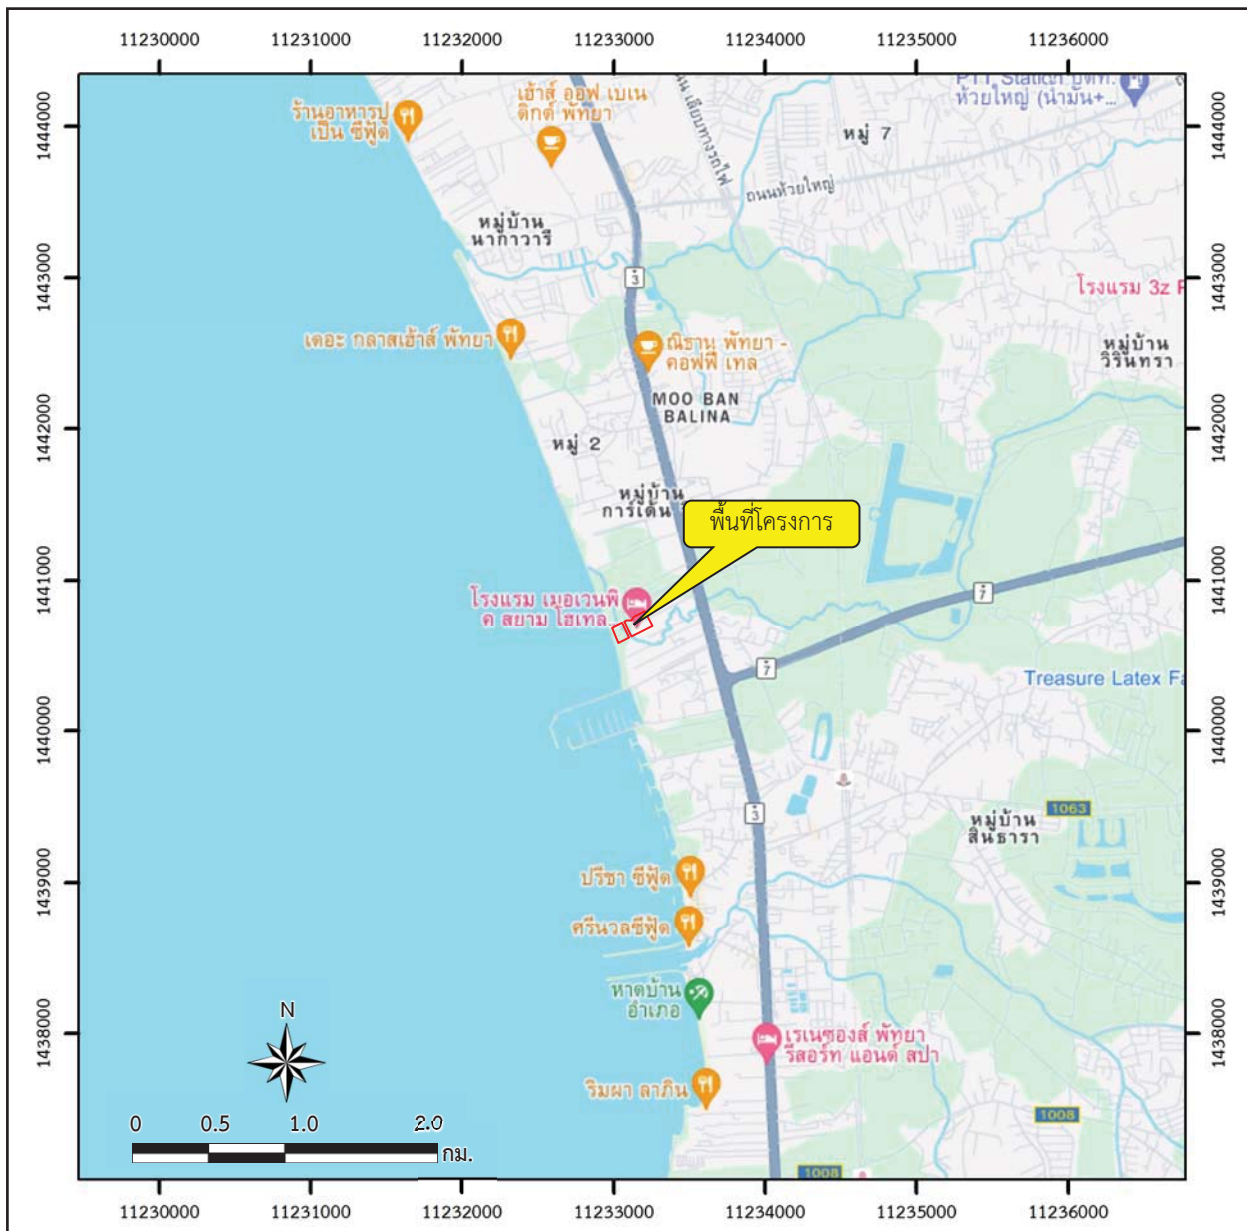 11230000 11231000 11232000 11233000 11234000 11235000 11236000
1444000
1443000
1442000
1441000
1440000
1439000
1438000
ร้านอาหารปู
เป็น ซีฟู้ด
เฮ้าส์ ออฟ เบเน
ดิกต์ พัทยา
หมู่ 7
PTT Station ปตท.
ห้วยใหญ่ (น้ำมัน+...
ถนนห้วยใหญ่
หมู่บ้าน
นากาวารี
3
โรงแรม 3z
เดอะ กลาสเฮ้าส์ พัทยา
ณิธาน พัทยา -
คอฟฟี่ เทล
หมู่บ้าน
วิรินทรา
MOO BAN
BALINA
หมู่ 2
หมู่บ้าน
การ์เด้น
พื้นที่โครงการ
โรงแรม เมอเวนพิ
ค สยาม โฮเทล...
7
7
Treasure Latex Fa
3
1063
หมู่บ้าน
สินธารา
ปรีชา ซีฟู้ด
ศรีนวลซีฟู้ด
หาดบ้าน
อำเภอ
เรเนซองส์ พัทยา
รีสอร์ท แอนด์ สปา
ริมผา ลาภิน
1008
1008
N
0 0.5 1.0 2.0
กม.
1444000
1443000
1442000
1441000
1440000
1439000
1438000
11230000 11231000 11232000 11233000 11234000 11235000 11236000